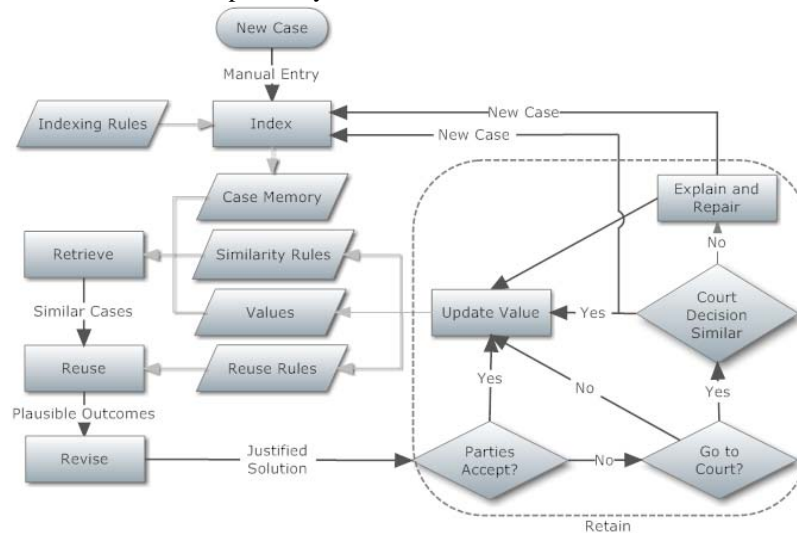 New Case
Manual Entry
New Case
Indexing Rules
Index
New Case
Case Memory
Explain and
Repair
No
Retrieve
Similarity Rules
Court
Decision
Similar
Similar Cases
Values
Update Value
Yes
Reuse
Reuse Rules
Yes
No
Yes
Plausible Outcomes
Revise
Justified
Solution
Parties
Accept?
No
Go to
Court?
Retain